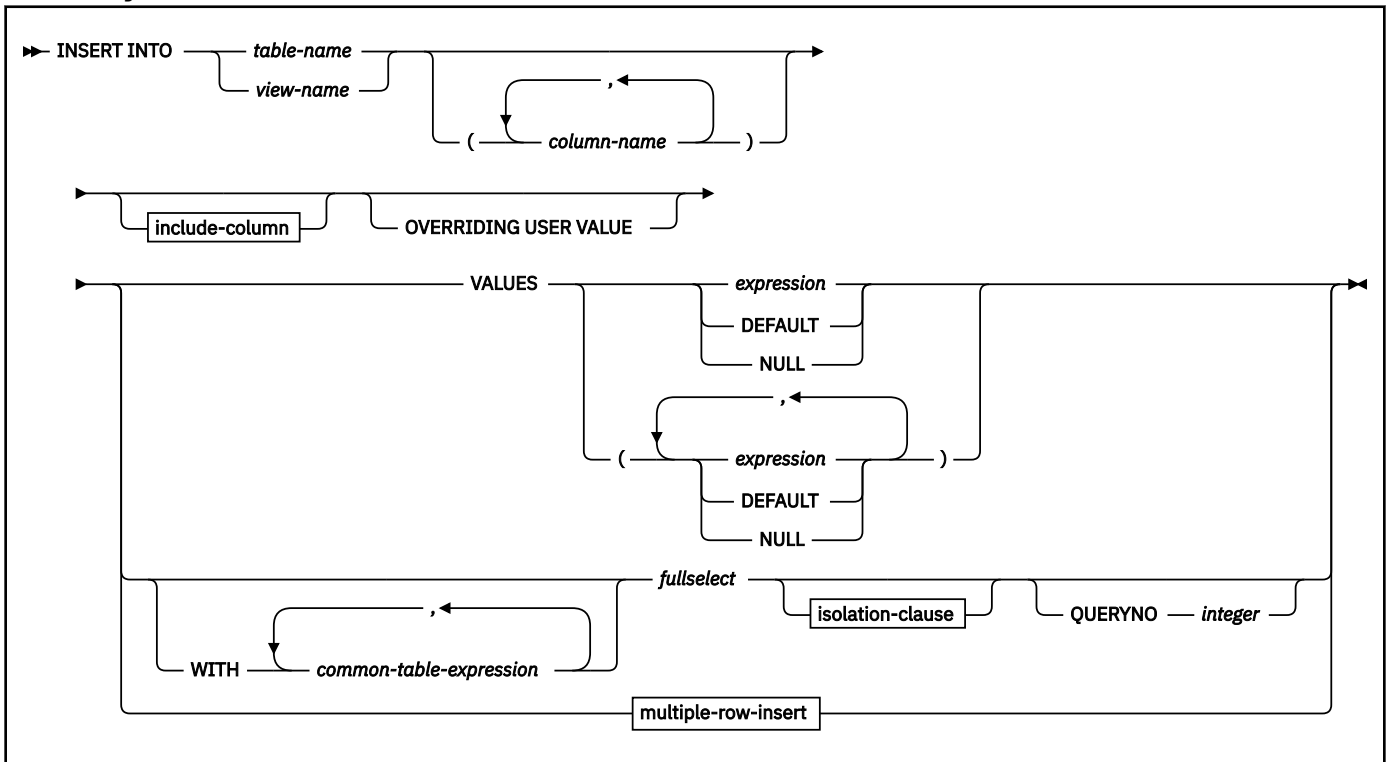 INSERT INTO table-name
view-name
,
( column-name )
include-column OVERRIDING USER VALUE
VALUES expression
DEFAULT
NULL
,
( expression )
DEFAULT
NULL
fullselect
isolation-clause QUERYNO integer
,
WITH common-table-expression
multiple-row-insert